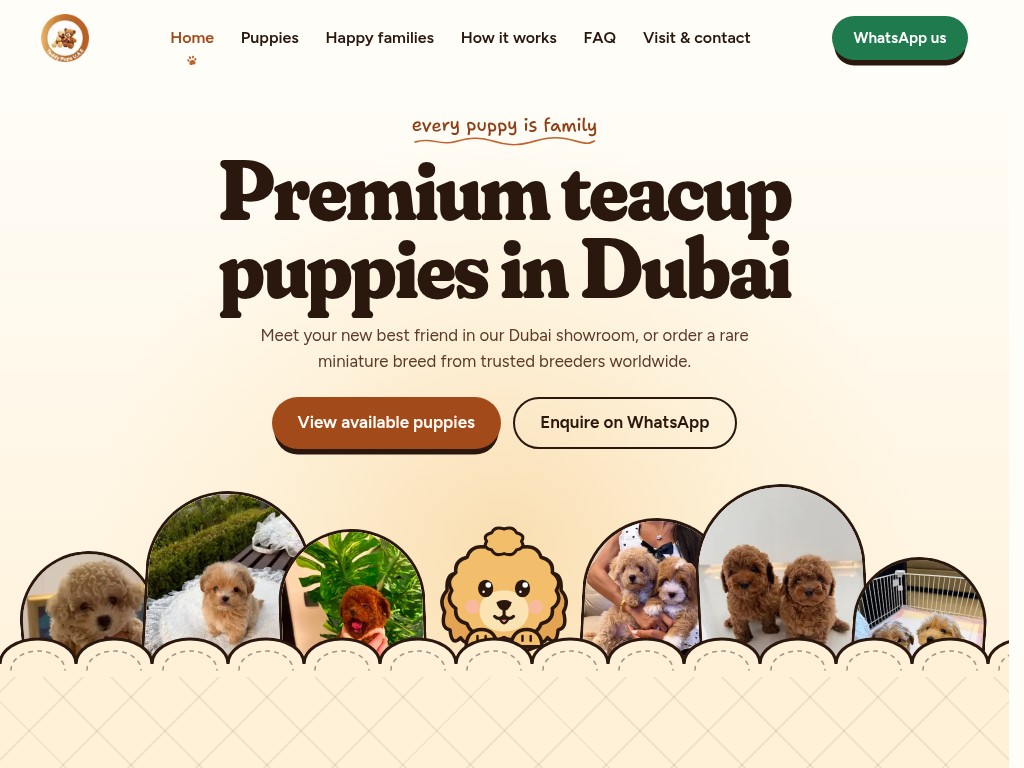 Home Puppies Happy families How it works FAQ Visit & contact WhatsApp us
every puppy is family
Premium teacup
puppies in Dubai
Meet your new best friend in our Dubai showroom, or order a rare
miniature breed from trusted breeders worldwide.
View available puppies Enquire on WhatsApp